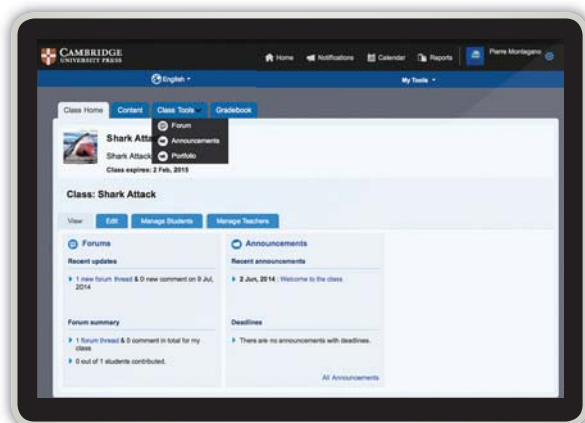 CAMBRIDGE
UNIVERSITY PRESS
Home
Notifications
Calendar
Reports
Pierre Montagano
English
My Tools
Class Home
Content
Class Tools
Gradebook
Forum
Announcements
Portfolio
Shark Atta
Shark Attack
Class expires: 2 Feb, 2015
Class: Shark Attack
View
Edit
Manage Students
Manage Teachers
Forums
Recent updates
1 new forum thread & 0 new comment on 9 Jul,
2014
Forum summary
1 forum thread & 0 comment in total for my
class
0 out of 1 students contributed.
Announcements
Recent announcements
2 Jun, 2014 : Welcome to the class
Deadlines
There are no announcements with deadlines.
All Announcements